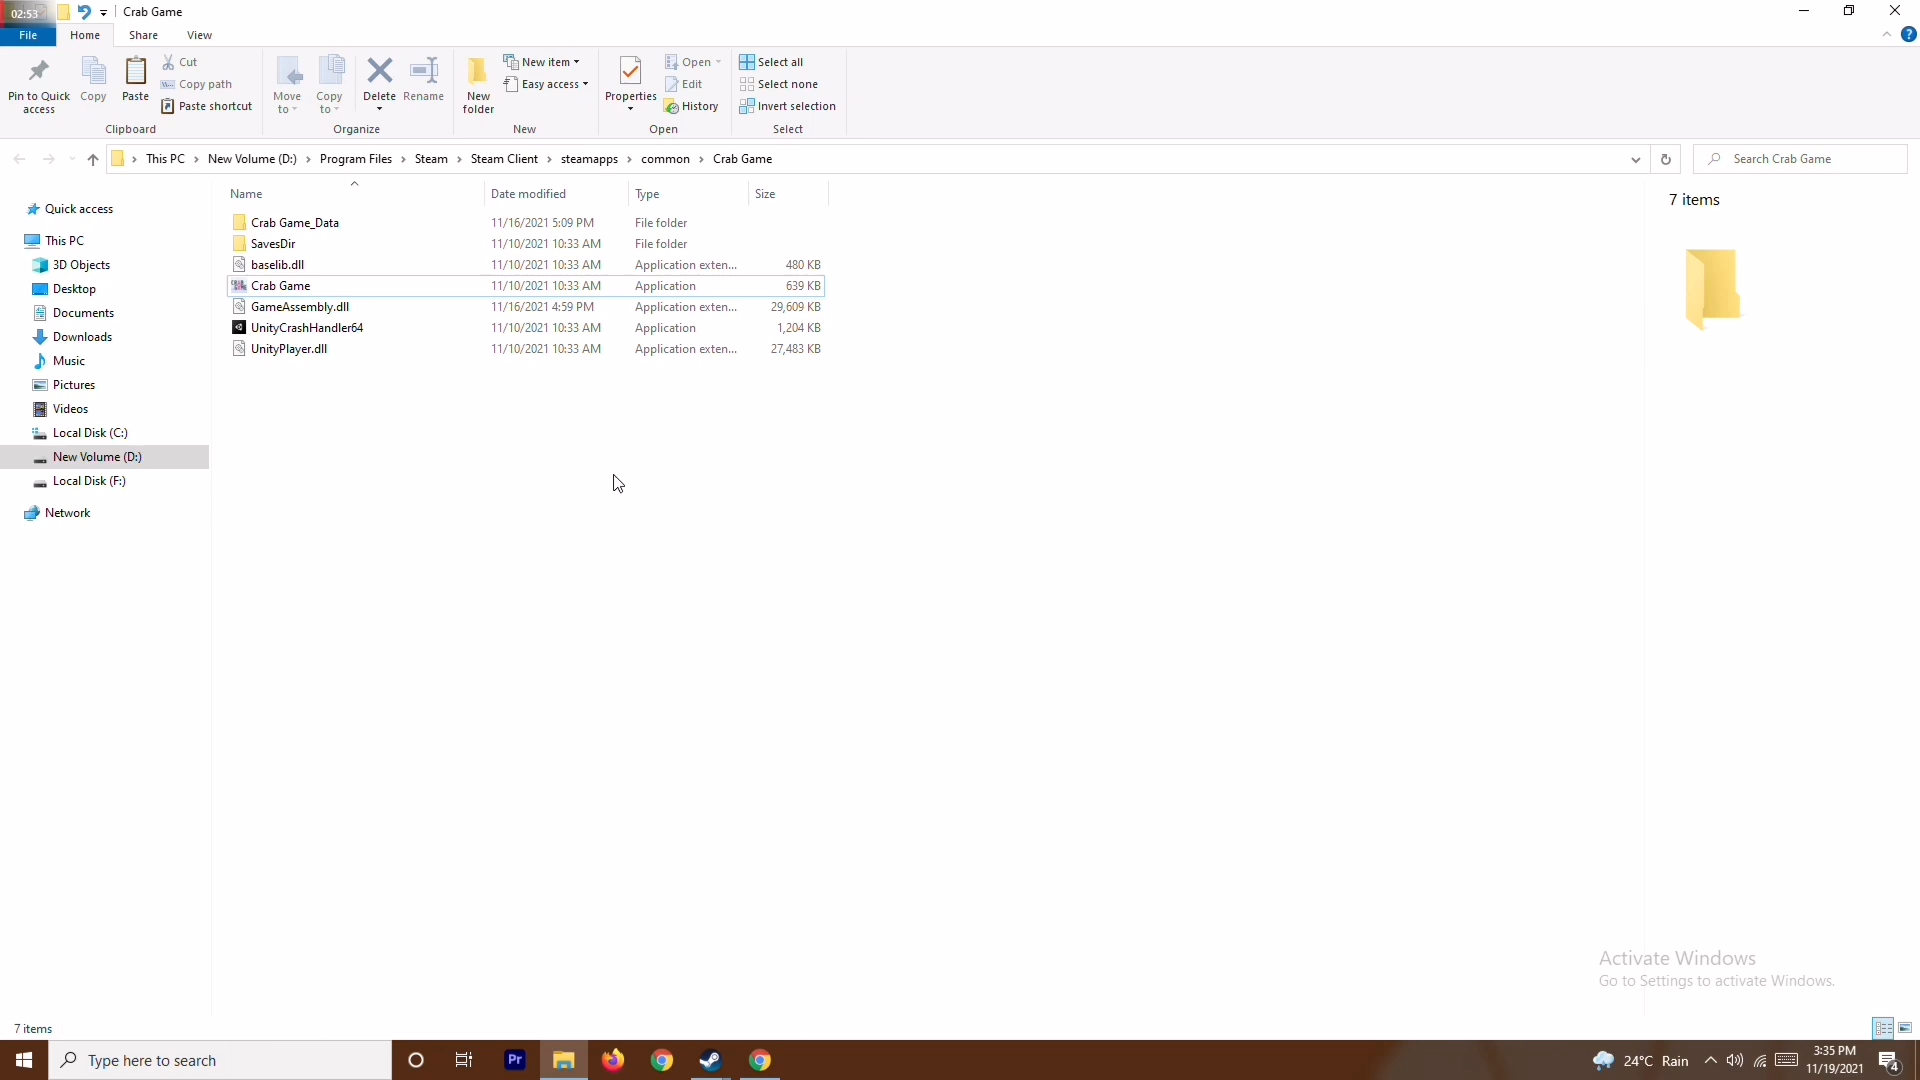 02:53 Crab Game
File Home Share View
Pin to Quick access
Copy
Paste
Cut
Copy path
Paste shortcut
Clipboard
Move to
Copy to
Delete
Rename
Organize
New folder
New item
Easy access
New
Properties
Open
Edit
History
Open
Select all
Select none
Invert selection
Select
This PC › New Volume (D:) › Program Files › Steam › Steam Client › steamapps › common › Crab Game
Search Crab Game
Quick access
This PC
3D Objects
Desktop
Documents
Downloads
Music
Pictures
Videos
Local Disk (C:)
New Volume (D:)
Local Disk (F:)
Network
Name Date modified Type Size
Crab Game_Data 11/16/2021 5:09 PM File folder
SavesDir 11/10/2021 10:33 AM File folder
baselib.dll 11/10/2021 10:33 AM Application exten... 480 KB
Crab Game 11/10/2021 10:33 AM Application 639 KB
GameAssembly.dll 11/16/2021 4:59 PM Application exten... 29,609 KB
UnityCrashHandler64 11/10/2021 10:33 AM Application 1,204 KB
UnityPlayer.dll 11/10/2021 10:33 AM Application exten... 27,483 KB
7 items
Activate Windows
Go to Settings to activate Windows.
7 items
Type here to search
Pr
24°C Rain
3:35 PM
11/19/2021
4